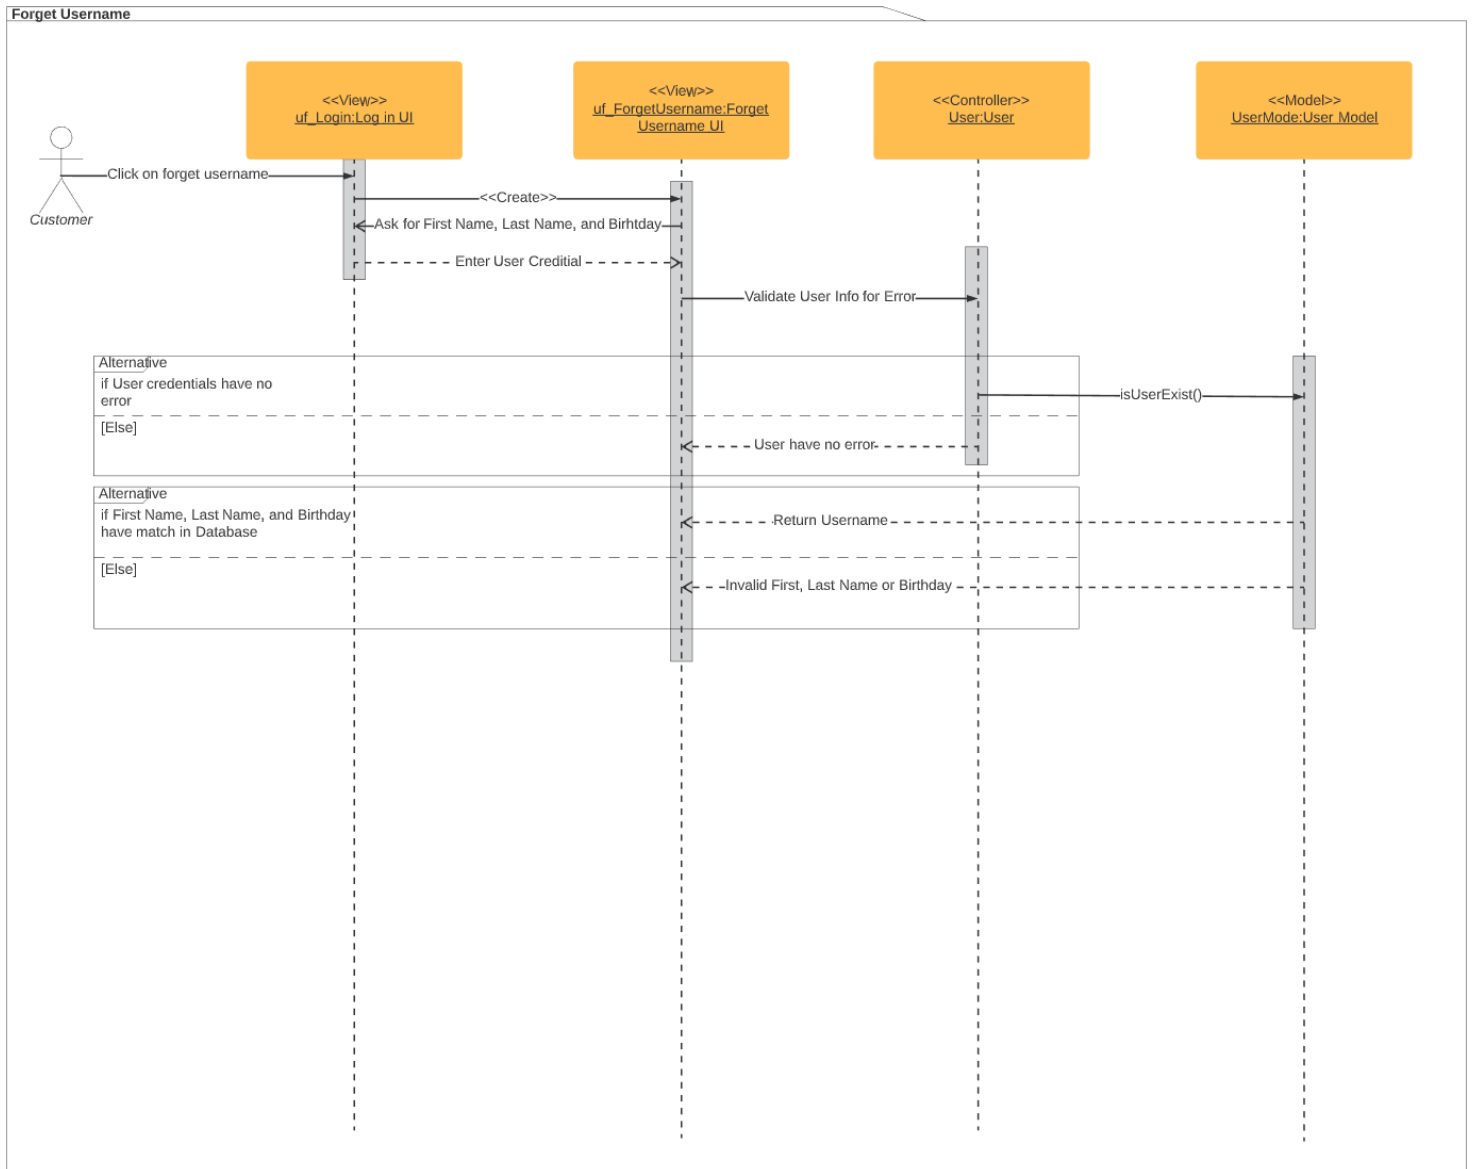 Forget Username
<<View>>
uf_Login:Log in UI
<<View>>
uf_ForgetUsername:Forget
Username UI
<<Controller>>
User:User
<<Model>>
UserMode:User Model
Customer
Click on forget username
<<Create>>
Ask for First Name, Last Name, and Birhtday
Enter User Creditial
Validate User Info for Error
Alternative
if User credentials have no
error
isUserExist()
[Else]
User have no error
Alternative
if First Name, Last Name, and Birthday
have match in Database
Return Username
[Else]
Invalid First, Last Name or Birthday